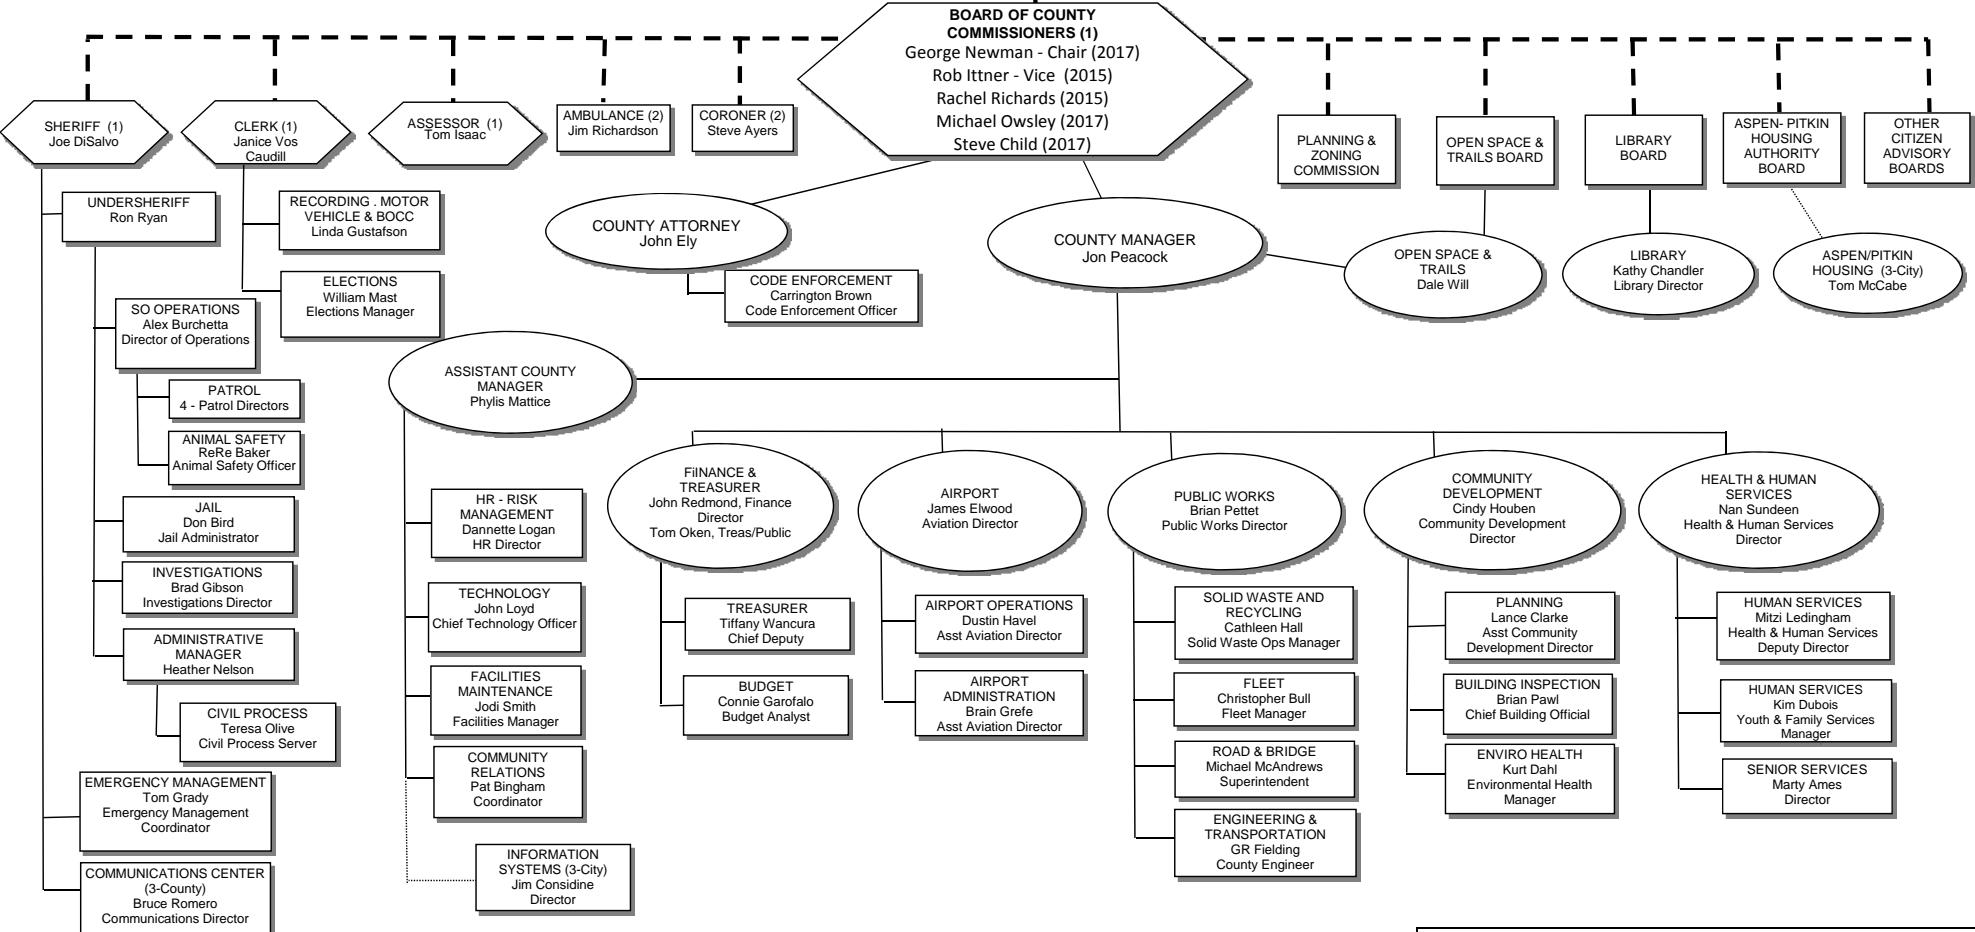 BOARD OF COUNTY
COMMISSIONERS (1)
George Newman - Chair (2017)
Rob Ittner - Vice (2015)
Rachel Richards (2015)
Michael Owsley (2017)
Steve Child (2017)
SHERIFF (1)
Joe DiSalvo
CLERK (1)
Janice Vos
Caudill
ASSESSOR (1)
Tom Isaac
AMBULANCE (2)
Jim Richardson
CORONER (2)
Steve Ayers
PLANNING &
ZONING
COMMISSION
OPEN SPACE &
TRAILS BOARD
LIBRARY
BOARD
ASPEN- PITKIN
HOUSING
AUTHORITY
BOARD
OTHER
CITIZEN
ADVISORY
BOARDS
UNDERSHERIFF
Ron Ryan
RECORDING . MOTOR
VEHICLE & BOCC
Linda Gustafson
ELECTIONS
William Mast
Elections Manager
COUNTY ATTORNEY
John Ely
CODE ENFORCEMENT
Carrington Brown
Code Enforcement Officer
COUNTY MANAGER
Jon Peacock
OPEN SPACE &
TRAILS
Dale Will
LIBRARY
Kathy Chandler
Library Director
ASPEN/PITKIN
HOUSING (3-City)
Tom McCabe
SO OPERATIONS
Alex Burchetta
Director of Operations
PATROL
4 - Patrol Directors
ANIMAL SAFETY
ReRe Baker
Animal Safety Officer
JAIL
Don Bird
Jail Administrator
INVESTIGATIONS
Brad Gibson
Investigations Director
ADMINISTRATIVE
MANAGER
Heather Nelson
CIVIL PROCESS
Teresa Olive
Civil Process Server
EMERGENCY MANAGEMENT
Tom Grady
Emergency Management
Coordinator
COMMUNICATIONS CENTER
(3-County)
Bruce Romero
Communications Director
ASSISTANT COUNTY
MANAGER
Phylis Mattice
HR - RISK
MANAGEMENT
Dannette Logan
HR Director
TECHNOLOGY
John Loyd
Chief Technology Officer
FACILITIES
MAINTENANCE
Jodi Smith
Facilities Manager
COMMUNITY
RELATIONS
Pat Bingham
Coordinator
INFORMATION
SYSTEMS (3-City)
Jim Considine
Director
FiINANCE &
TREASURER
John Redmond, Finance
Director
Tom Oken, Treas/Public
TREASURER
Tiffany Wancura
Chief Deputy
BUDGET
Connie Garofalo
Budget Analyst
AIRPORT
James Elwood
Aviation Director
AIRPORT OPERATIONS
Dustin Havel
Asst Aviation Director
AIRPORT
ADMINISTRATION
Brain Grefe
Asst Aviation Director
PUBLIC WORKS
Brian Pettet
Public Works Director
SOLID WASTE AND
RECYCLING
Cathleen Hall
Solid Waste Ops Manager
FLEET
Christopher Bull
Fleet Manager
ROAD & BRIDGE
Michael McAndrews
Superintendent
ENGINEERING &
TRANSPORTATION
GR Fielding
County Engineer
COMMUNITY
DEVELOPMENT
Cindy Houben
Community Development
Director
PLANNING
Lance Clarke
Asst Community
Development Director
BUILDING INSPECTION
Brian Pawl
Chief Building Official
ENVIRO HEALTH
Kurt Dahl
Environmental Health
Manager
HEALTH & HUMAN
SERVICES
Nan Sundeen
Health & Human Services
Director
HUMAN SERVICES
Mitzi Ledingham
Health & Human Services
Deputy Director
HUMAN SERVICES
Kim Dubois
Youth & Family Services
Manager
SENIOR SERVICES
Marty Ames
Director